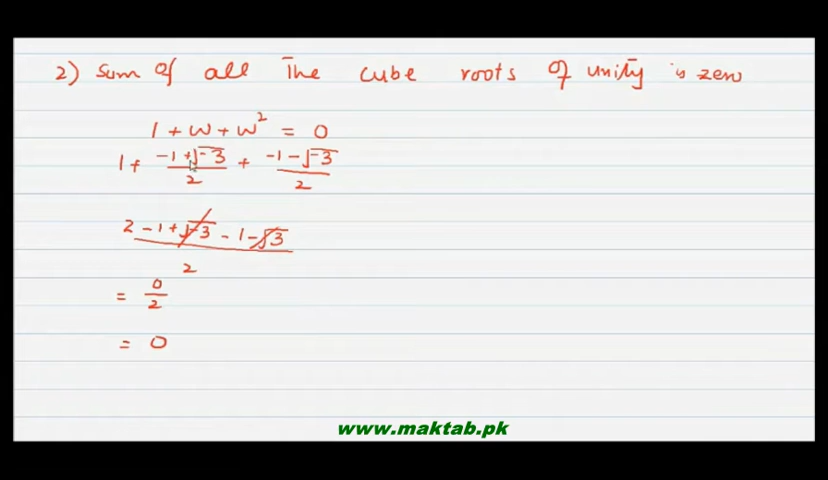 2) Sum of all The cube roots of unity is zero
1 + w + w² = 0
1 + (-1 + √-3)/2 + (-1 - √-3)/2
(2 - 1 + √-3 - 1 - √3)/2
= 0/2
= 0
www.maktab.pk